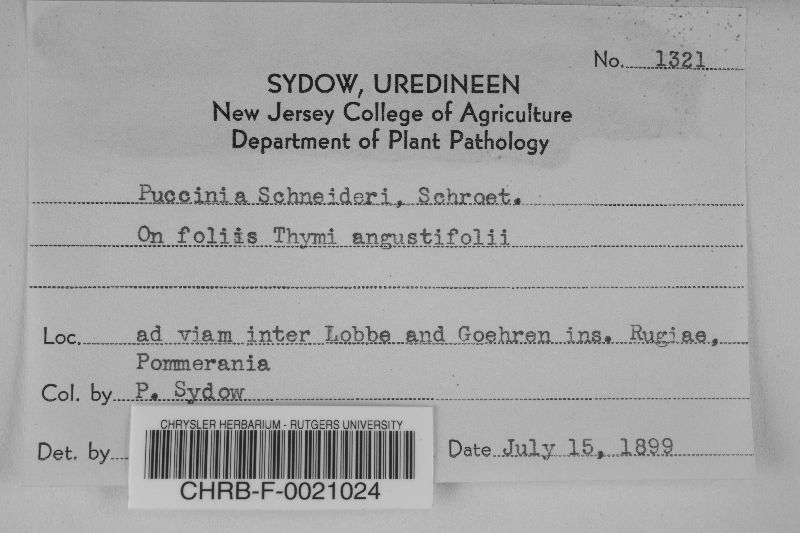 No. 1321
SYDOW, UREDINEEN
New Jersey College of Agriculture
Department of Plant Pathology
Puccinia Schneideri, Schroet.
On foliis Thymi angustifolii
Loc. ad viam inter Lobbe and Goehren ins. Rugiae,
Pommerania
Col. by P. Sydow
CHRYSLER HERBARIUM - RUTGERS UNIVERSITY
Det. by
Date July 15, 1899
CHRB-F-0021024